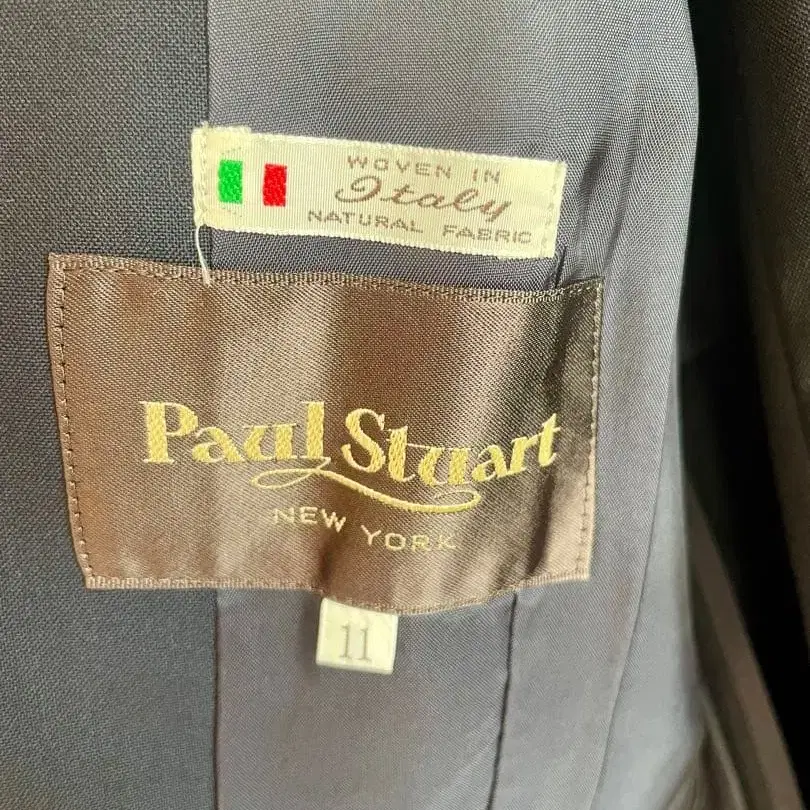 WOVEN IN
Italy
NATURAL FABRIC
Paul Stuart
NEW YORK
11